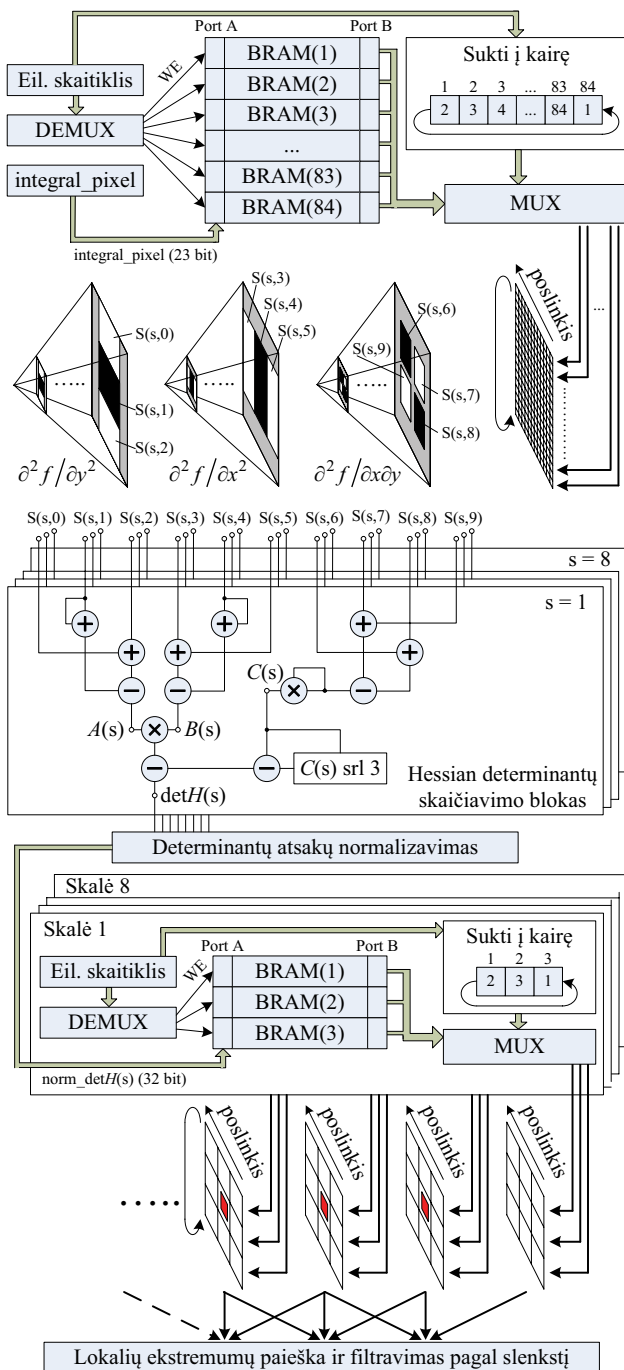 Port A
Port B
Eil. skaitiklis
WE
DEMUX
integral_pixel
BRAM(1)
BRAM(2)
BRAM(3)
...
BRAM(83)
BRAM(84)
Sukti į kairę
1 2 3 ... 83 84
2 3 4 ... 84 1
MUX
integral_pixel (23 bit)
S(s,0)
S(s,1)
S(s,2)
S(s,3)
S(s,4)
S(s,5)
S(s,6)
S(s,9)
S(s,7)
S(s,8)
poslinkis
...
∂²f/∂y²
∂²f/∂x²
∂²f/∂x∂y
S(s,0) S(s,1) S(s,2) S(s,3) S(s,4) S(s,5) S(s,6) S(s,7) S(s,8) S(s,9)
s = 8
s = 1
+ + +
+ + +
− − C(s) × −
A(s) × B(s)
− − C(s) srl 3
detH(s)
Hessian determinantų
skaičiavimo blokas
Determinantų atsakų normalizavimas
Skalė 8
Skalė 1
Port A
Port B
Eil. skaitiklis
WE
DEMUX
BRAM(1)
BRAM(2)
BRAM(3)
Sukti į kairę
1 2 3
2 3 1
MUX
norm_detH(s) (32 bit)
poslinkis
poslinkis
poslinkis
poslinkis
Lokalių ekstremumų paieška ir filtravimas pagal slenkstį